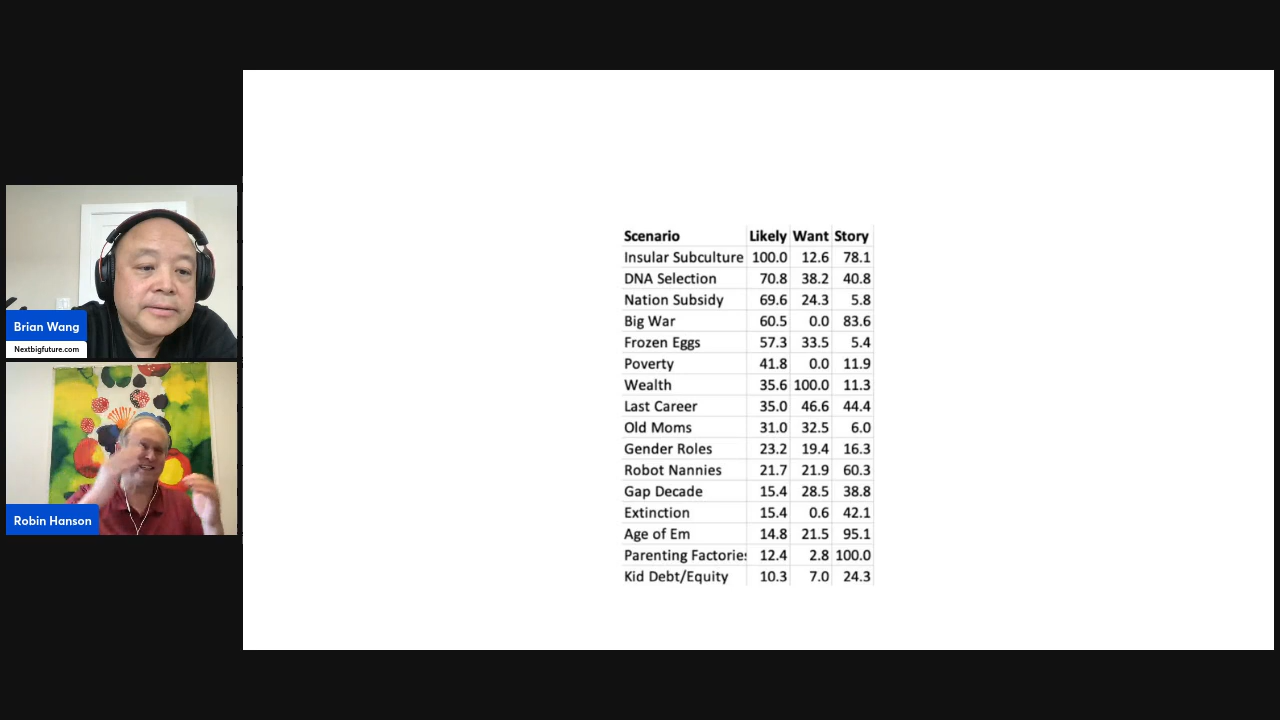 Brian Wang
Nextbigfuture.com
Robin Hanson
Scenario Likely Want Story
Insular Subculture 100.0 12.6 78.1
DNA Selection 70.8 38.2 40.8
Nation Subsidy 69.6 24.3 5.8
Big War 60.5 0.0 83.6
Frozen Eggs 57.3 33.5 5.4
Poverty 41.8 0.0 11.9
Wealth 35.6 100.0 11.3
Last Career 35.0 46.6 44.4
Old Moms 31.0 32.5 6.0
Gender Roles 23.2 19.4 16.3
Robot Nannies 21.7 21.9 60.3
Gap Decade 15.4 28.5 38.8
Extinction 15.4 0.6 42.1
Age of Em 14.8 21.5 95.1
Parenting Factories 12.4 2.8 100.0
Kid Debt/Equity 10.3 7.0 24.3